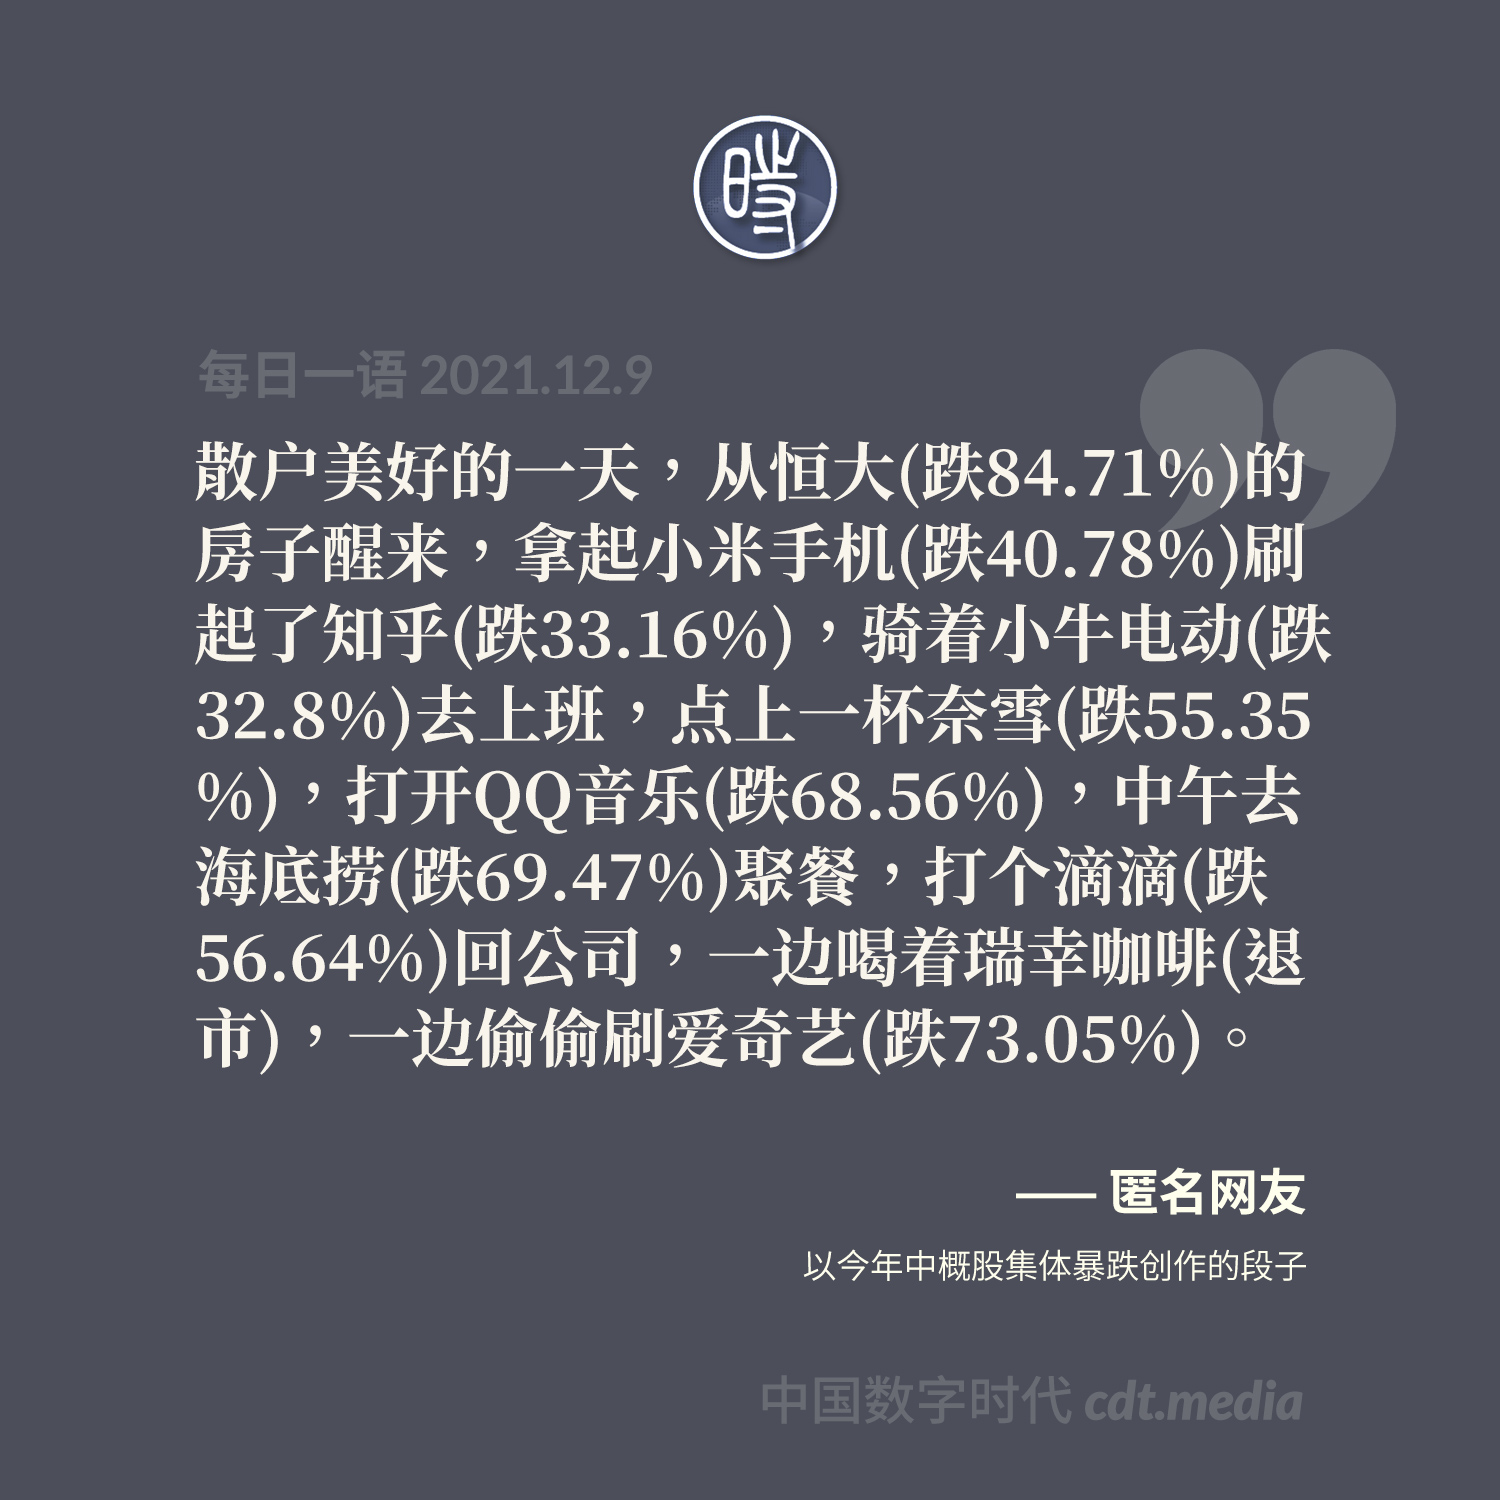 時
每日一语 2021.12.9
散户美好的一天，从恒大(跌84.71%)的
房子醒来，拿起小米手机(跌40.78%)刷
起了知乎(跌33.16%)，骑着小牛电动(跌
32.8%)去上班，点上一杯奈雪(跌55.35
%)，打开QQ音乐(跌68.56%)，中午去
海底捞(跌69.47%)聚餐，打个滴滴(跌
56.64%)回公司，一边喝着瑞幸咖啡(退
市)，一边偷偷刷爱奇艺(跌73.05%)。
—— 匿名网友
以今年中概股集体暴跌创作的段子
中国数字时代 cdt.media